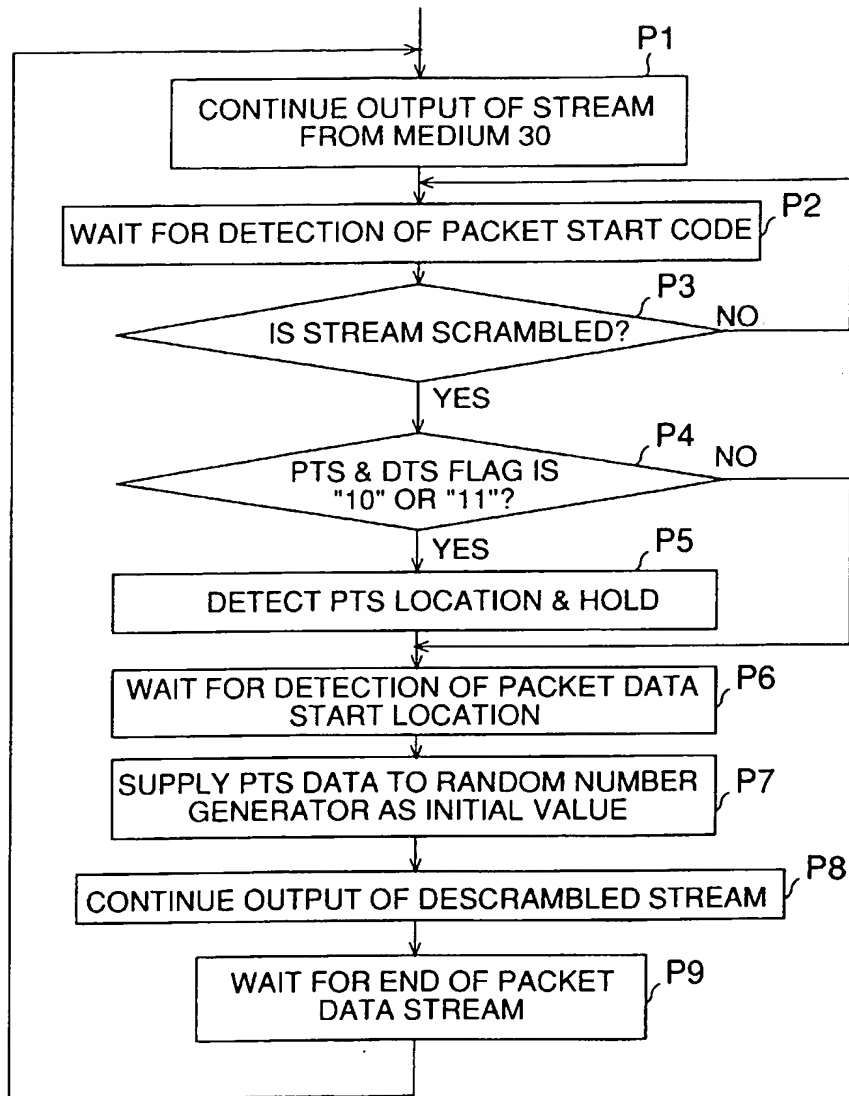 P1
CONTINUE OUTPUT OF STREAM
FROM MEDIUM 30
P2
WAIT FOR DETECTION OF PACKET START CODE
P3
IS STREAM SCRAMBLED?
NO
YES
P4
PTS & DTS FLAG IS
"10" OR "11"?
NO
YES
P5
DETECT PTS LOCATION & HOLD
P6
WAIT FOR DETECTION OF PACKET DATA
START LOCATION
P7
SUPPLY PTS DATA TO RANDOM NUMBER
GENERATOR AS INITIAL VALUE
P8
CONTINUE OUTPUT OF DESCRAMBLED STREAM
P9
WAIT FOR END OF PACKET
DATA STREAM